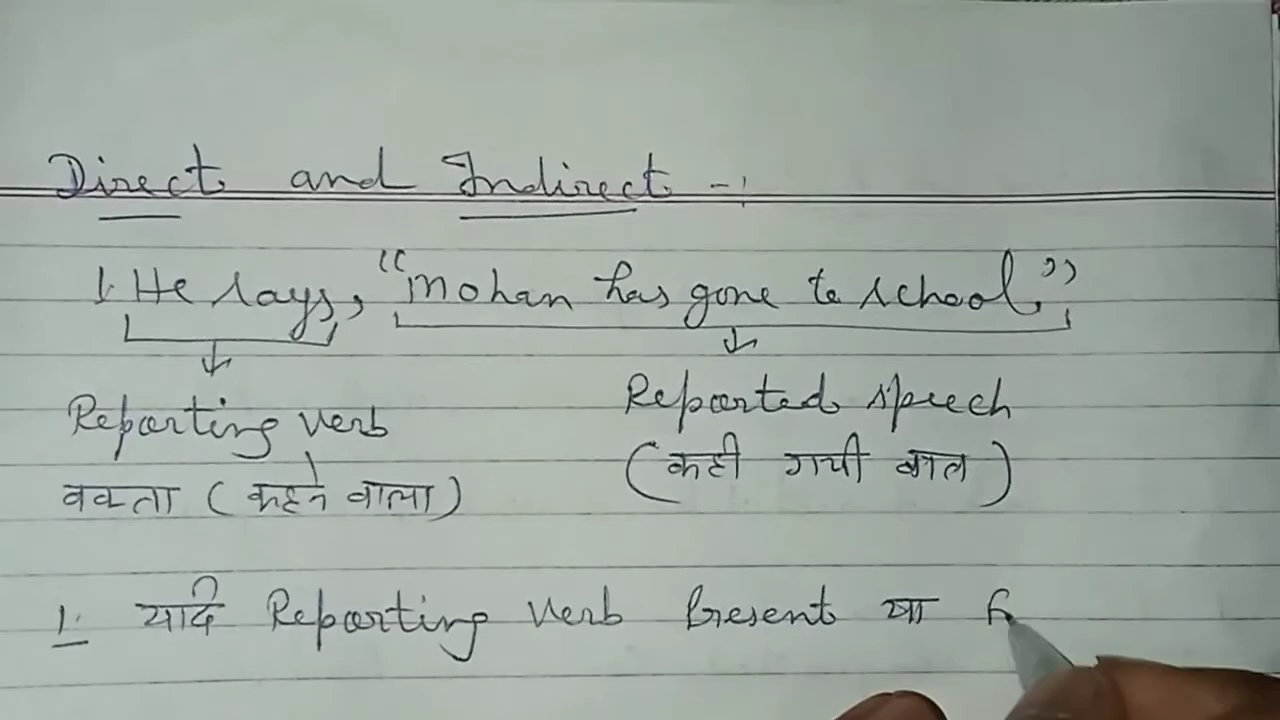 Direct and Indirect -:
1. He says, "Mohan has gone to school."
Reporting verb
Reported speech
वक्ता (कहने वाला)
(कही गयी बात)
1. यदि Reporting Verb Present या